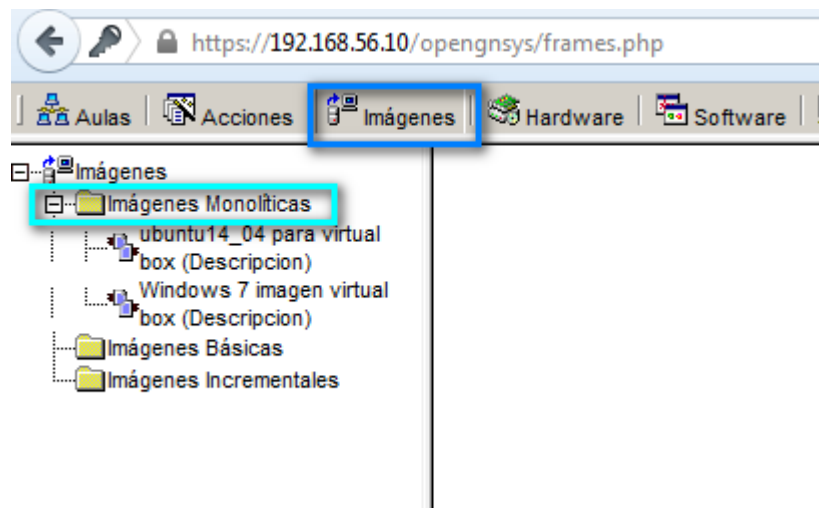 https://192.168.56.10/opengnsys/frames.php
Aulas Acciones Imágenes Hardware Software
Imágenes
Imágenes Monolíticas
ubuntu14_04 para virtual
box (Descripcion)
Windows 7 imagen virtual
box (Descripcion)
Imágenes Básicas
Imágenes Incrementales